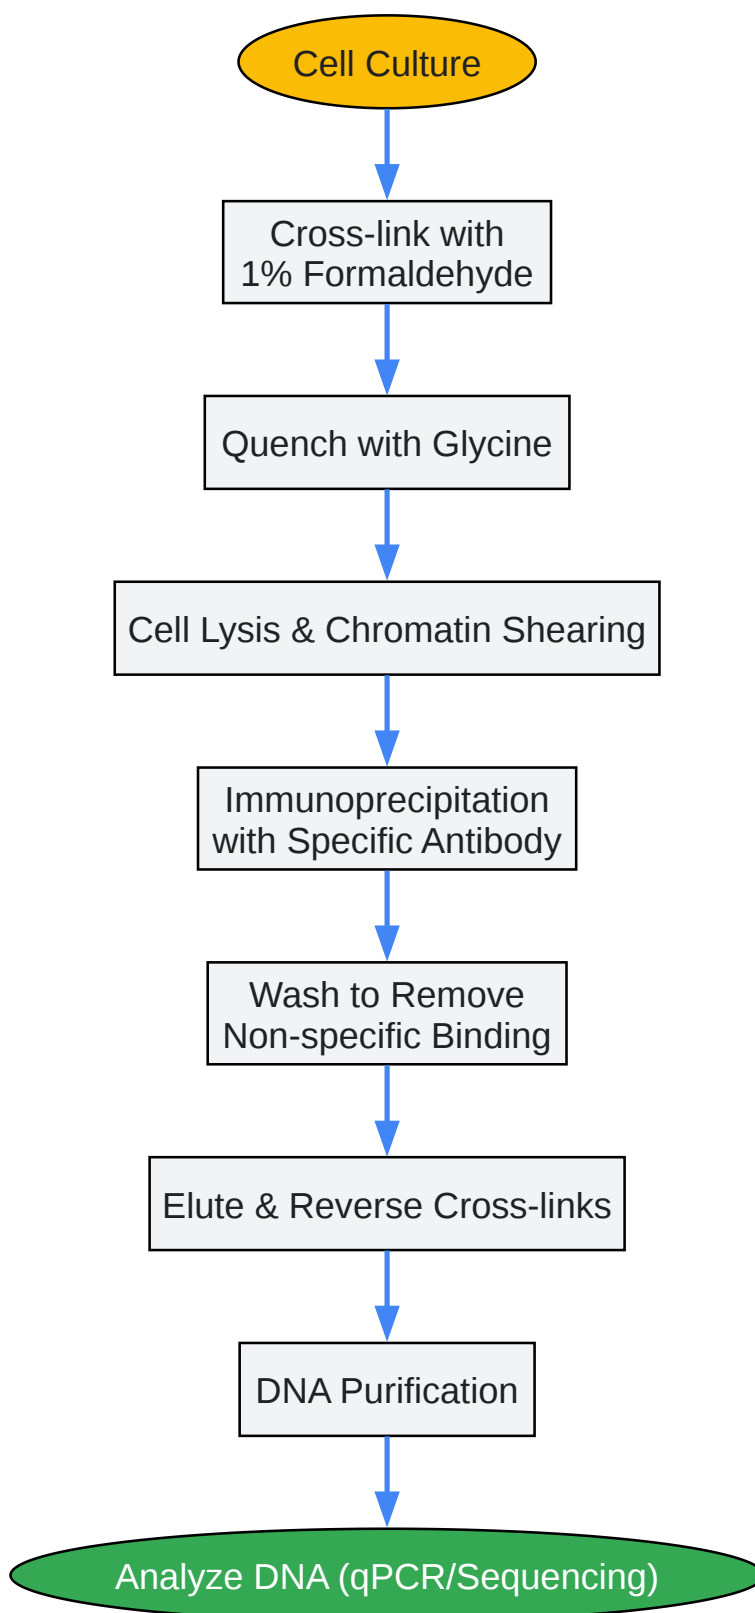 Cell Culture
Cross-link with
1% Formaldehyde
Quench with Glycine
Cell Lysis & Chromatin Shearing
Immunoprecipitation
with Specific Antibody
Wash to Remove
Non-specific Binding
Elute & Reverse Cross-links
DNA Purification
Analyze DNA (qPCR/Sequencing)